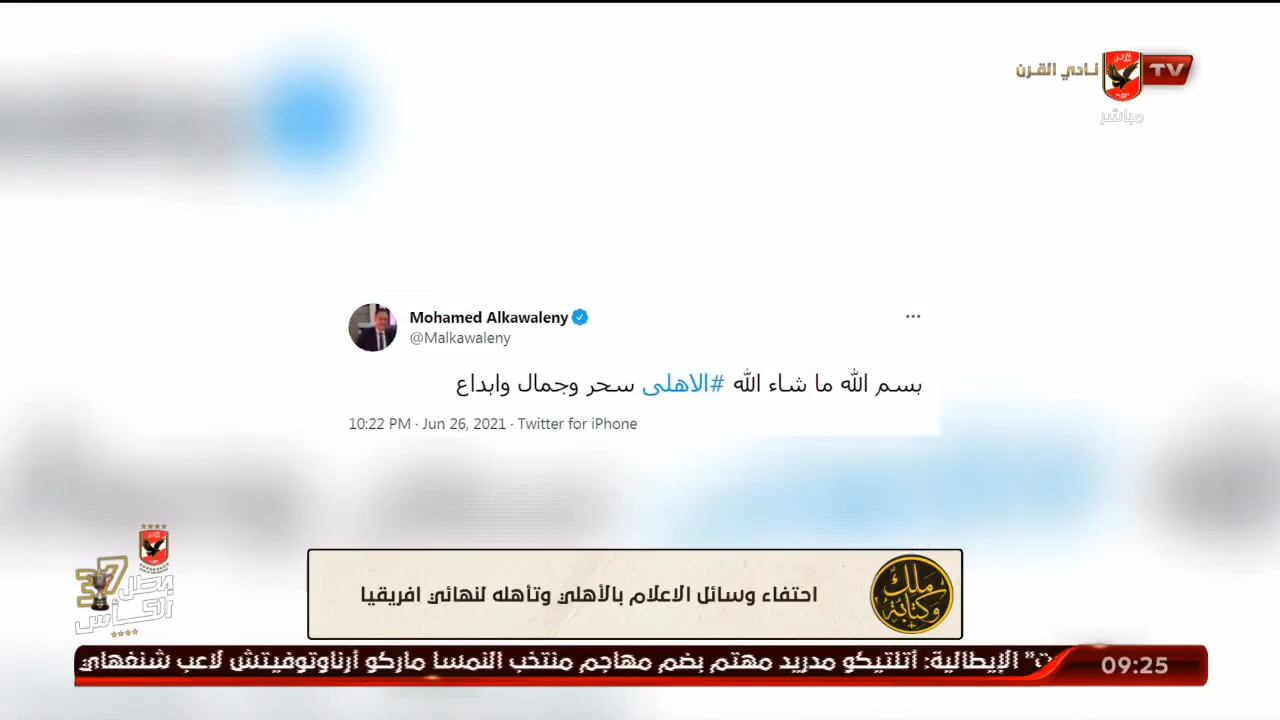 نادي القرن
TV
مباشر
Mohamed Alkawaleny
@Malkawaleny
بسم الله ما شاء الله #الاهلى سحر وجمال وابداع
10:22 PM · Jun 26, 2021 · Twitter for iPhone
ملك وكتابة
احتفاء وسائل الاعلام بالأهلي وتأهله لنهائي افريقيا
37
بطل
الكأس
الإيطالية: أتلتيكو مدريد مهتم بضم مهاجم منتخب النمسا ماركو أرناوتوفيتش لاعب شنغهاي
09:25